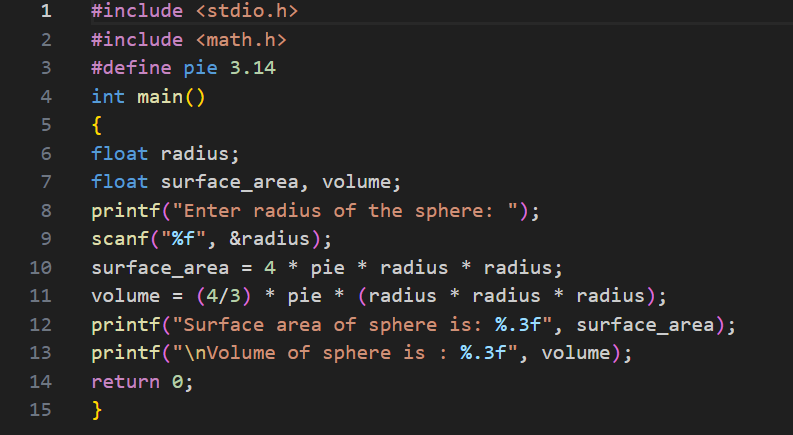 1 #include <stdio.h>
2 #include <math.h>
3 #define pie 3.14
4 int main()
5 {
6 float radius;
7 float surface_area, volume;
8 printf("Enter radius of the sphere: ");
9 scanf("%f", &radius);
10 surface_area = 4 * pie * radius * radius;
11 volume = (4/3) * pie * (radius * radius * radius);
12 printf("Surface area of sphere is: %.3f", surface_area);
13 printf("\nVolume of sphere is : %.3f", volume);
14 return 0;
15 }